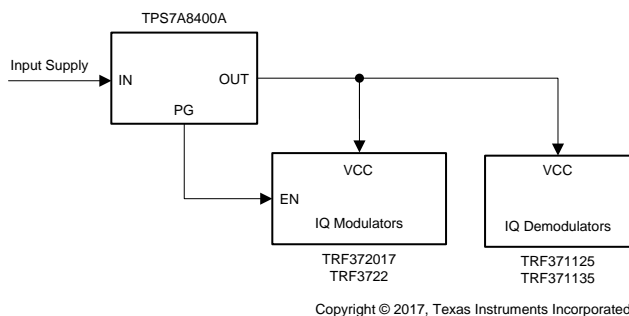 TPS7A8400A
Input Supply
IN
OUT
PG
VCC
EN
IQ Modulators
VCC
IQ Demodulators
TRF372017
TRF3722
TRF371125
TRF371135
Copyright © 2017, Texas Instruments Incorporated